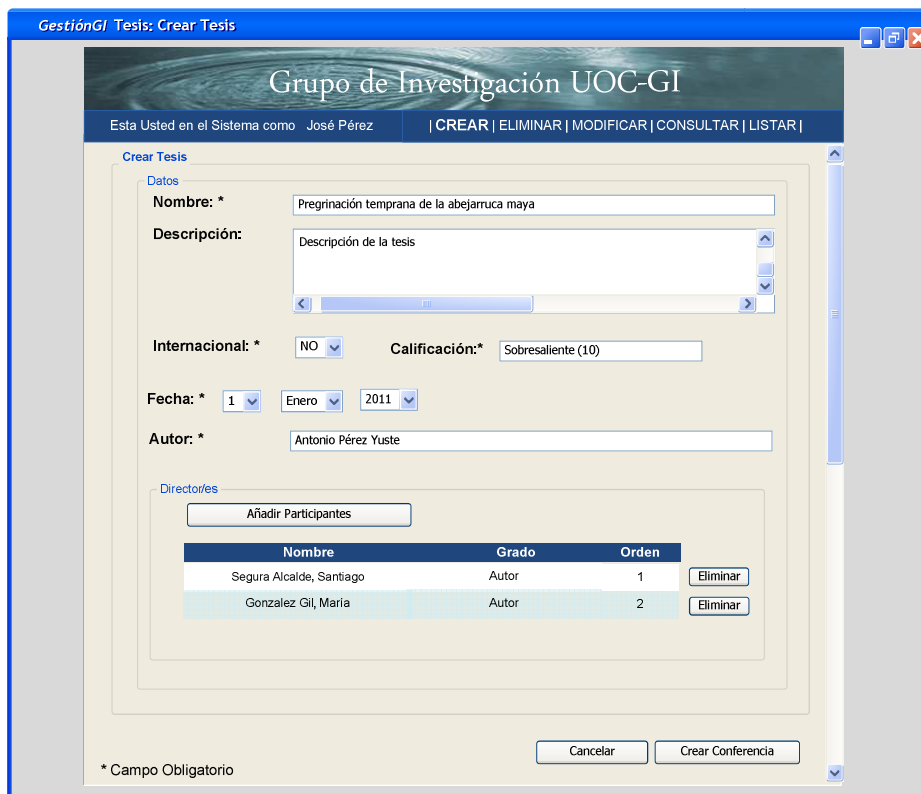 GestiónGI Tesis: Crear Tesis
Grupo de Investigación UOC-GI
Esta Usted en el Sistema como José Pérez | CREAR | ELIMINAR | MODIFICAR | CONSULTAR | LISTAR |
Crear Tesis
Datos
Nombre: * Pregrinación temprana de la abejarruca maya
Descripción: Descripción de la tesis
Internacional: * NO Calificación:* Sobresaliente (10)
Fecha: * 1 Enero 2011
Autor: * Antonio Pérez Yuste
Director/es
Añadir Participantes
Nombre Grado Orden
Segura Alcalde, Santiago Autor 1 Eliminar
Gonzalez Gil, María Autor 2 Eliminar
Cancelar Crear Conferencia
* Campo Obligatorio